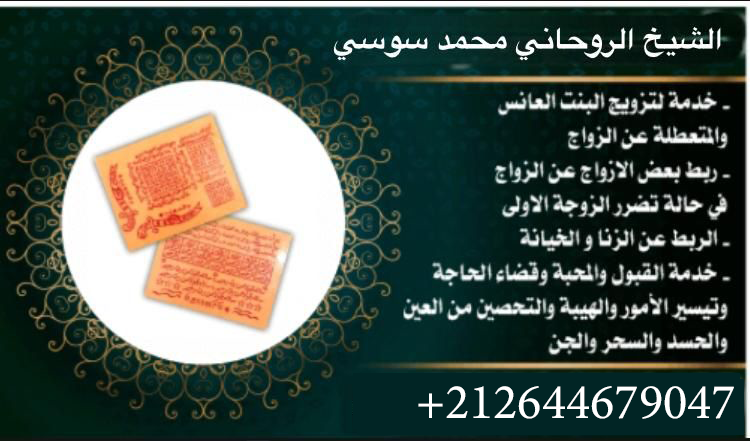 الشيخ الروحاني محمد سوسي
ـ خدمة لتزويج البنت العانس
والمتعطلة عن الزواج
ـ ربط بعض الازواج عن الزواج
في حالة تضرر الزوجة الاولى
ـ الربط عن الزنا و الخيانة
ـ خدمة القبول والمحبة وقضاء الحاجة
وتيسير الأمور والهيبة والتحصين من العين
والحسد والسحر والجن
+212644679047